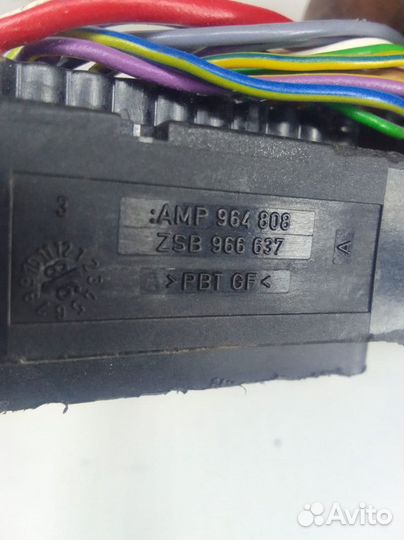 3
:AMP 964 808
ZSB 966 637
A
>PBT GF<
Avito